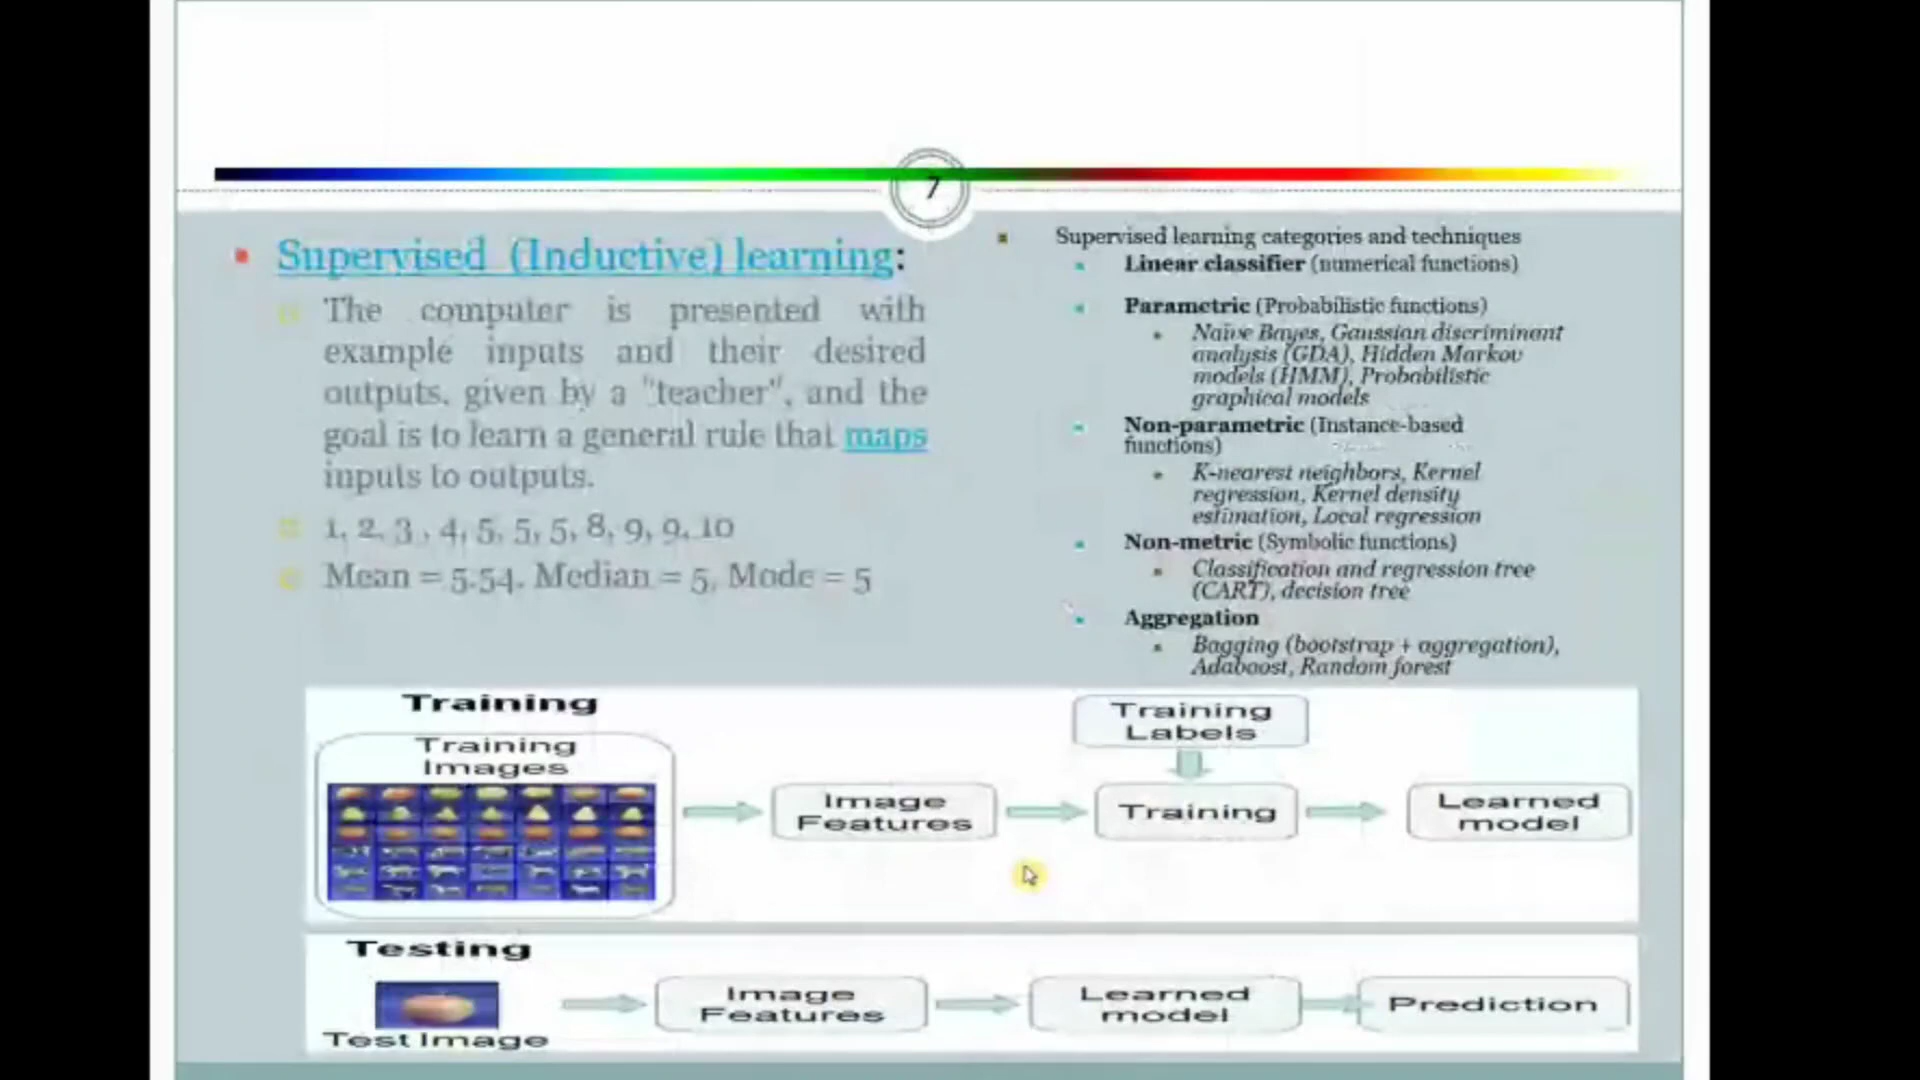 7
Supervised (Inductive) learning:
The computer is presented with
example inputs and their desired
outputs, given by a "teacher", and the
goal is to learn a general rule that maps
inputs to outputs.
1, 2, 3 , 4, 5, 5, 5, 8, 9, 9, 10
Mean = 5.54, Median = 5, Mode = 5
Supervised learning categories and techniques
Linear classifier (numerical functions)
Parametric (Probabilistic functions)
Naïve Bayes, Gaussian discriminant
analysis (GDA), Hidden Markov
models (HMM), Probabilistic
graphical models
Non-parametric (Instance-based
functions)
K-nearest neighbors, Kernel
regression, Kernel density
estimation, Local regression
Non-metric (Symbolic functions)
Classification and regression tree
(CART), decision tree
Aggregation
Bagging (bootstrap + aggregation),
Adaboost, Random forest
Training
Training
Images
Image
Features
Training
Labels
Training
Learned
model
Testing
Test Image
Image
Features
Learned
model
Prediction